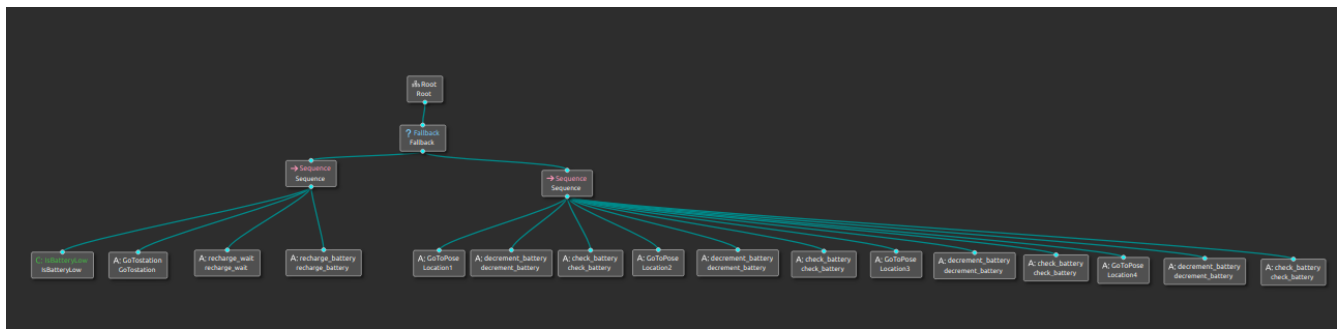 Root
Root
? Fallback
Fallback
→ Sequence
Sequence
→ Sequence
Sequence
C: IsBatteryLow
IsBatteryLow
A: GoTostation
GoTostation
A: recharge_wait
recharge_wait
A: recharge_battery
recharge_battery
A: GoToPose
Location1
A: decrement_battery
decrement_battery
A: check_battery
check_battery
A: GoToPose
Location2
A: decrement_battery
decrement_battery
A: check_battery
check_battery
A: GoToPose
Location3
A: decrement_battery
decrement_battery
A: check_battery
check_battery
A: GoToPose
Location4
A: decrement_battery
decrement_battery
A: check_battery
check_battery